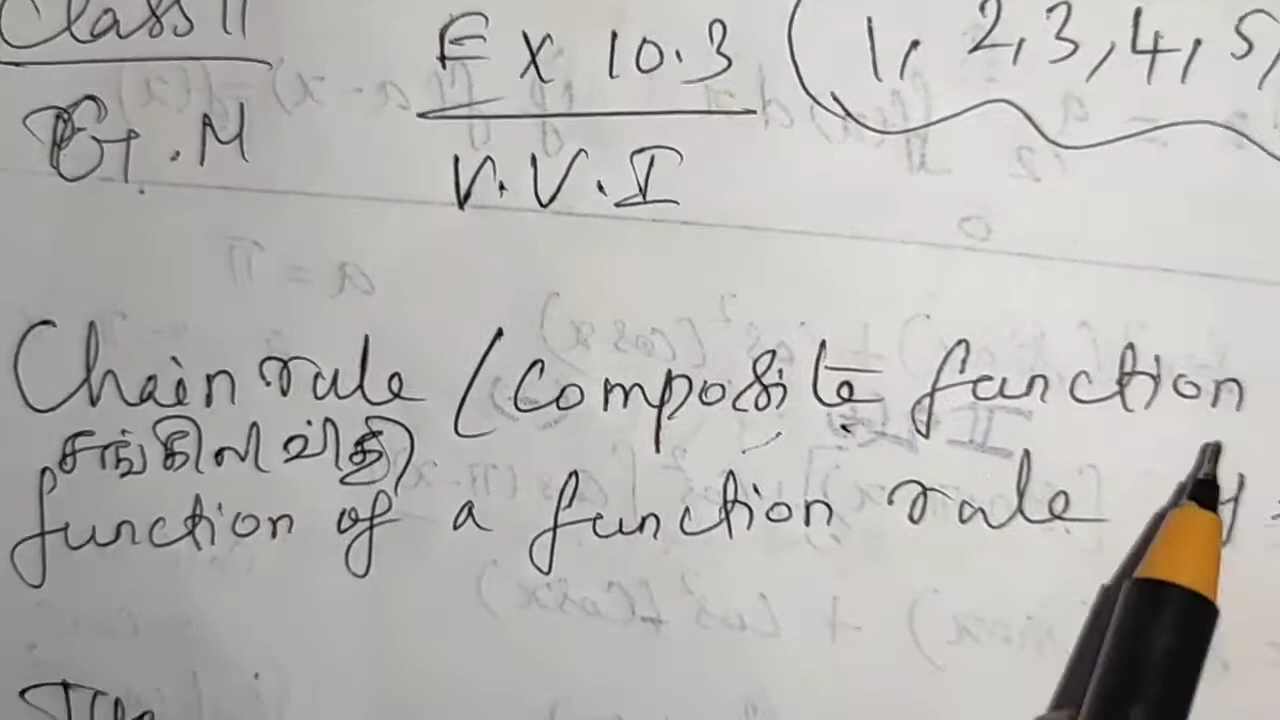 Class 11
Ex 10.3 (1, 2, 3, 4, 5,
V.V.I
Chain rule (Composite function
சங்கிலி விதி
function of a function rule y =